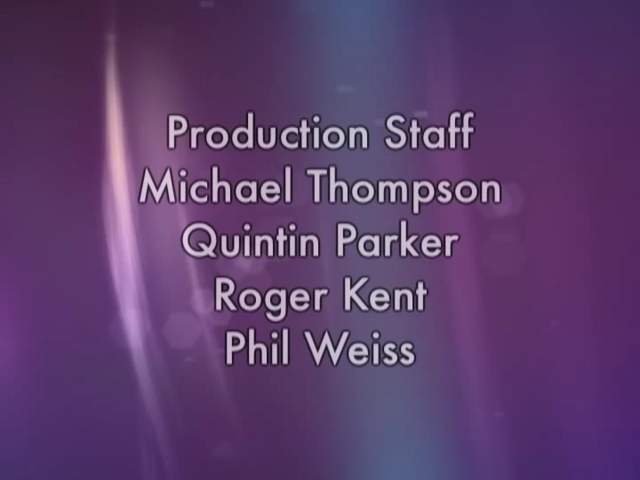 Production Staff
Michael Thompson
Quintin Parker
Roger Kent
Phil Weiss